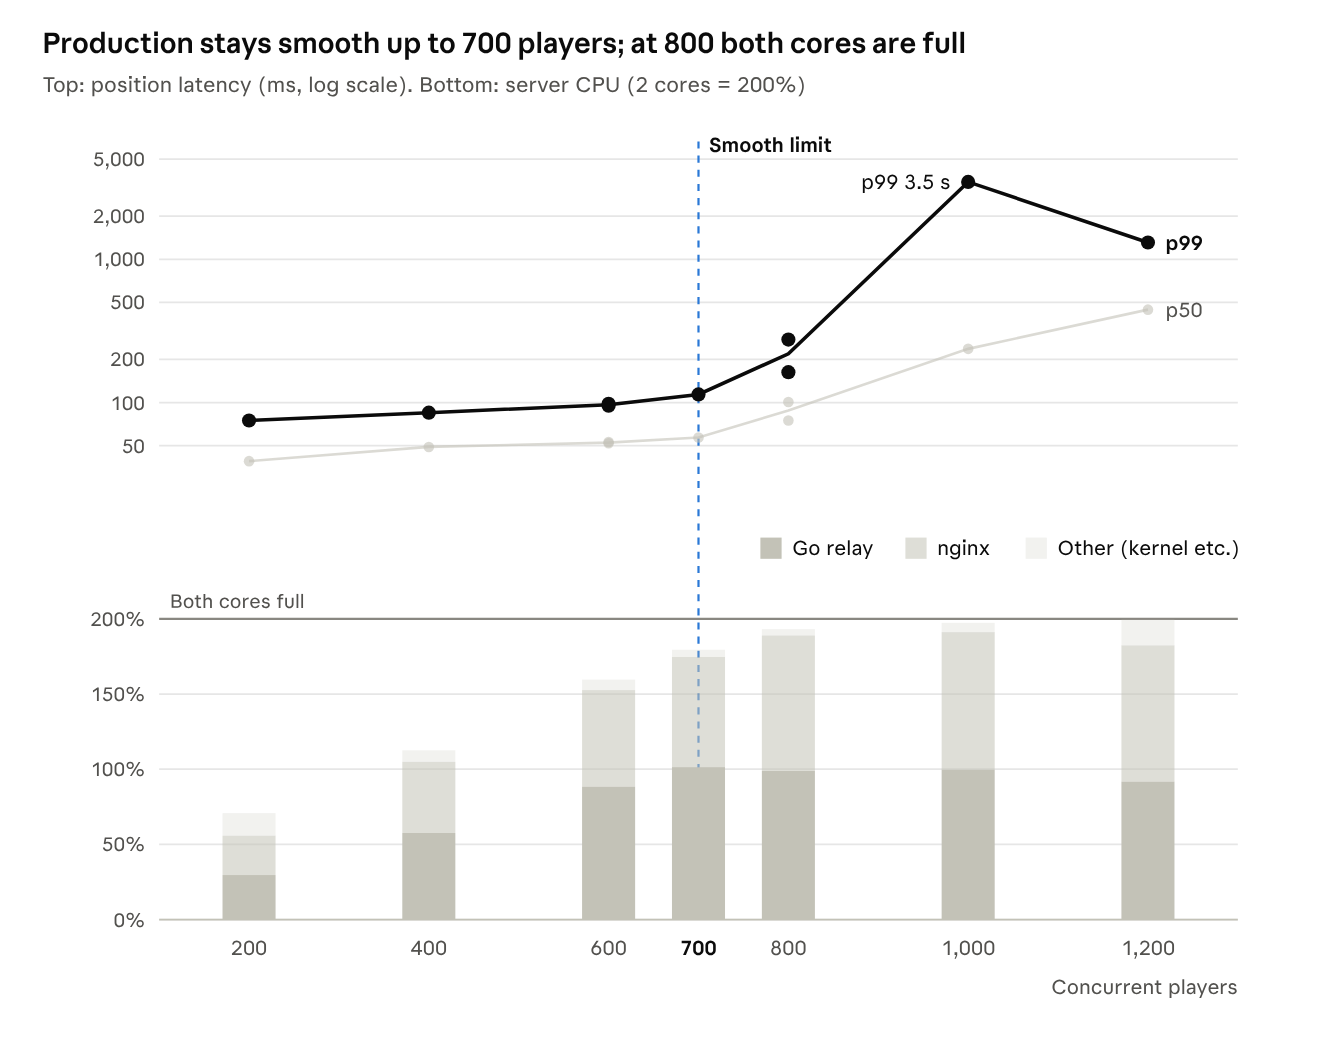 Production stays smooth up to 700 players; at 800 both cores are full
Top: position latency (ms, log scale). Bottom: server CPU (2 cores = 200%)
Smooth limit
5,000
p99 3.5 s
2,000
p99
1,000
500
p50
200
100
50
Go relay
nginx
Other (kernel etc.)
Both cores full
200%
150%
100%
50%
0%
200
400
600
700
800
1,000
1,200
Concurrent players